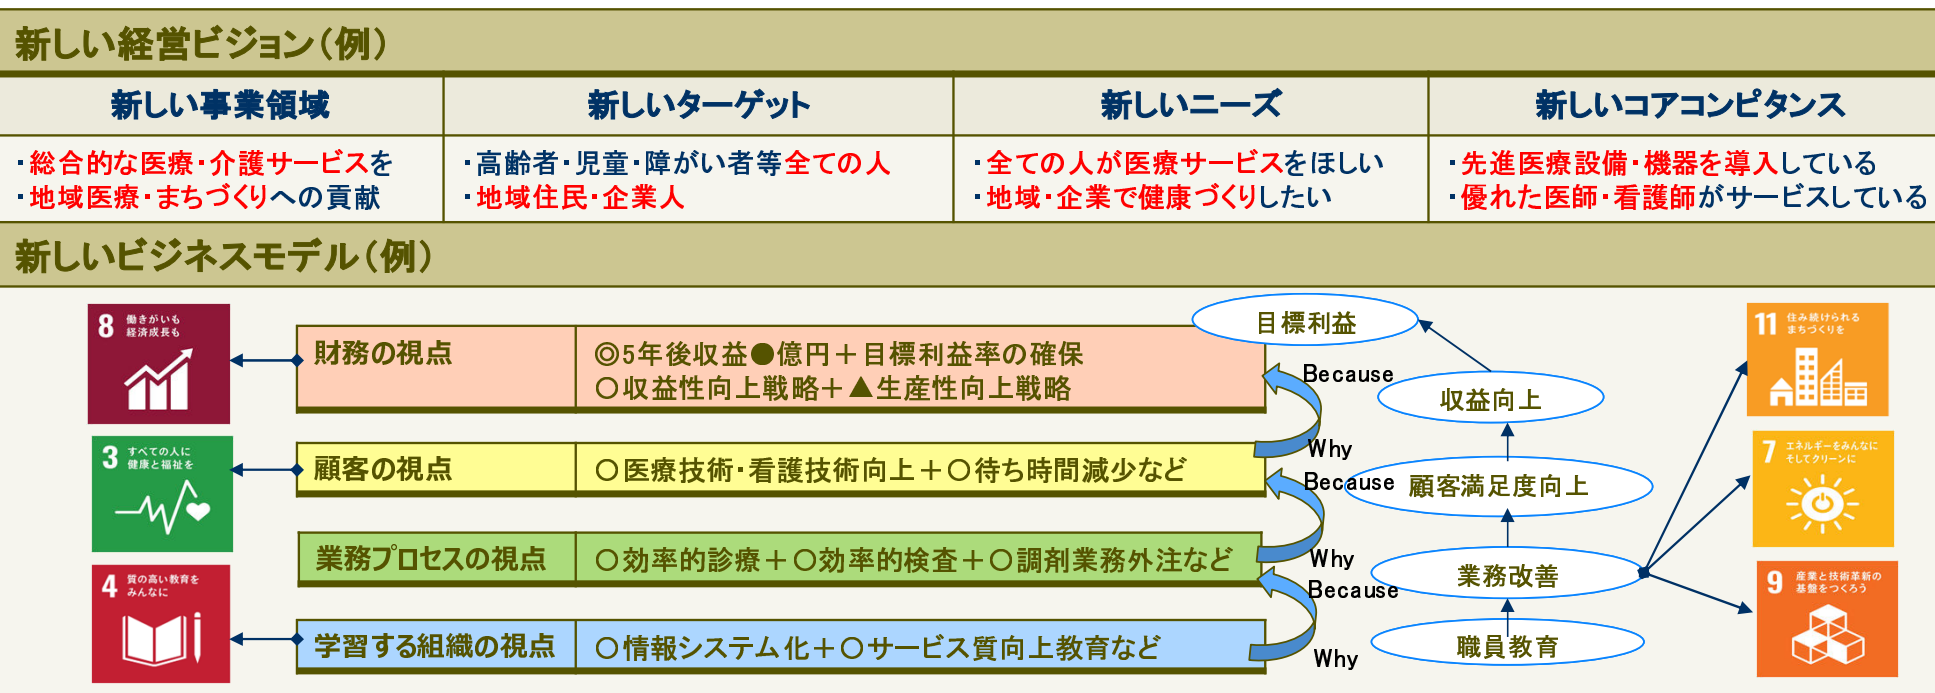 新しい経営ビジョン（例）
新しい事業領域
新しいターゲット
新しいニーズ
新しいコアコンピタンス
・総合的な医療・介護サービスを
・地域医療・まちづくりへの貢献
・高齢者・児童・障がい者等全ての人
・地域住民・企業人
・全ての人が医療サービスをほしい
・地域・企業で健康づくりしたい
・先進医療設備・機器を導入している
・優れた医師・看護師がサービスしている
新しいビジネスモデル（例）
8 働きがいも
経済成長も
財務の視点
◎5年後収益●億円＋目標利益率の確保
○収益性向上戦略＋▲生産性向上戦略
3 すべての人に
健康と福祉を
顧客の視点
○医療技術・看護技術向上＋○待ち時間減少など
業務プロセスの視点
○効率的診療＋○効率的検査＋○調剤業務外注など
4 質の高い教育を
みんなに
学習する組織の視点
○情報システム化＋○サービス質向上教育など
Because
Why
Because
Why
Because
Why
目標利益
収益向上
顧客満足度向上
業務改善
職員教育
11 住み続けられる
まちづくりを
7 エネルギーをみんなに
そしてクリーンに
9 産業と技術革新の
基盤をつくろう